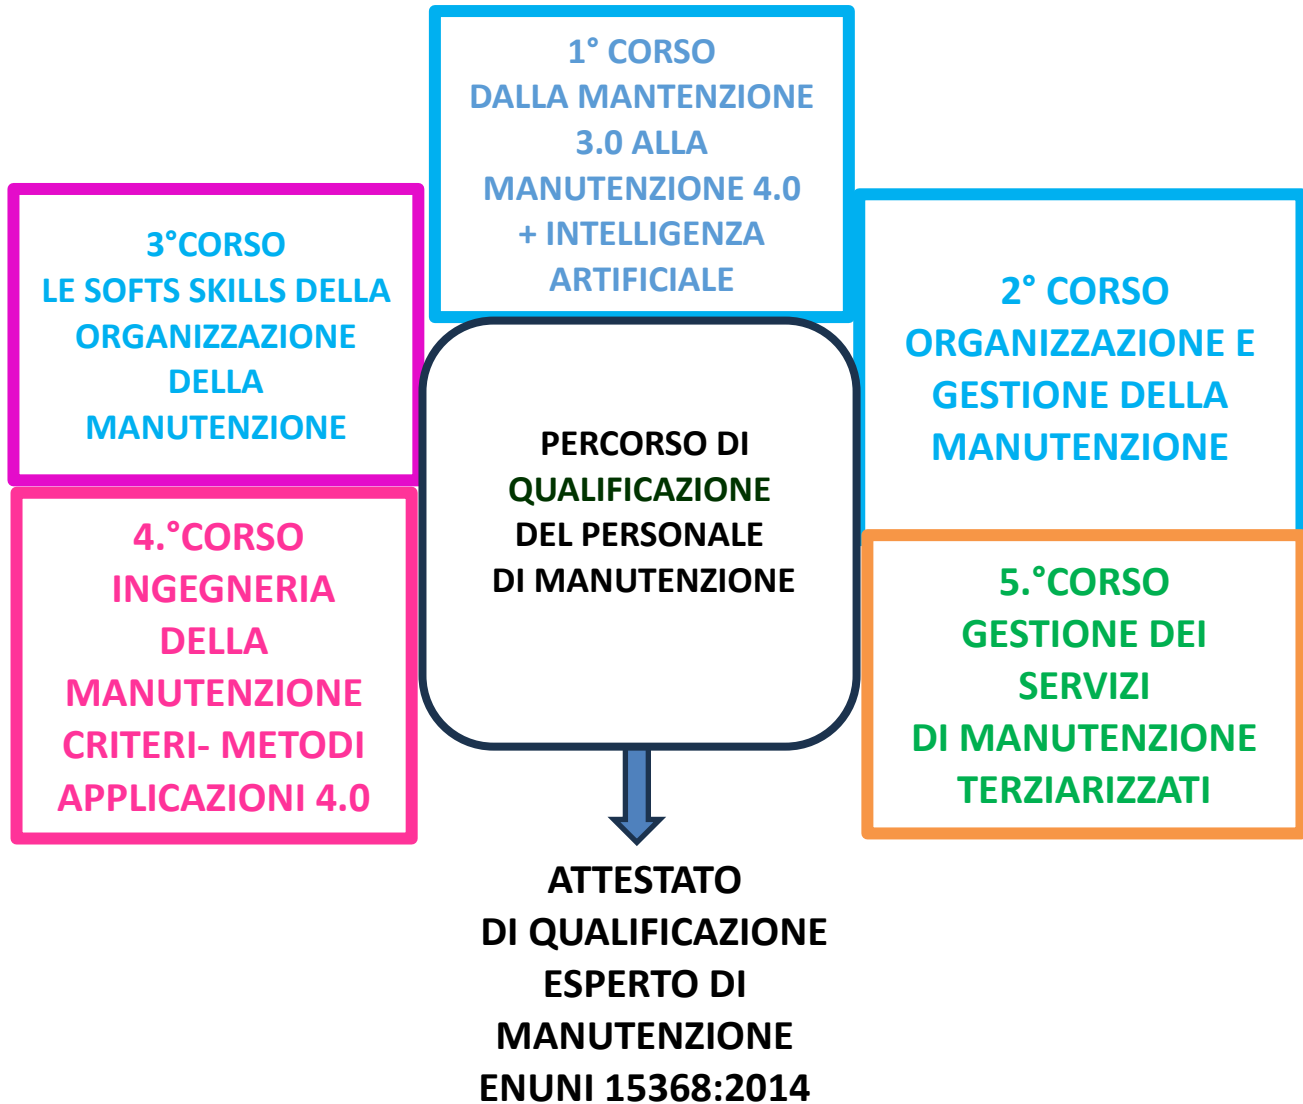 1° CORSO
DALLA MANTENZIONE
3.0 ALLA
MANUTENZIONE 4.0
+ INTELLIGENZA
ARTIFICIALE
2° CORSO
ORGANIZZAZIONE E
GESTIONE DELLA
MANUTENZIONE
3°CORSO
LE SOFTS SKILLS DELLA
ORGANIZZAZIONE
DELLA
MANUTENZIONE
4.°CORSO
INGEGNERIA
DELLA
MANUTENZIONE
CRITERI- METODI
APPLICAZIONI 4.0
5.°CORSO
GESTIONE DEI
SERVIZI
DI MANUTENZIONE
TERZIARIZZATI
PERCORSO DI
QUALIFICAZIONE
DEL PERSONALE
DI MANUTENZIONE
ATTESTATO
DI QUALIFICAZIONE
ESPERTO DI
MANUTENZIONE
ENUNI 15368:2014